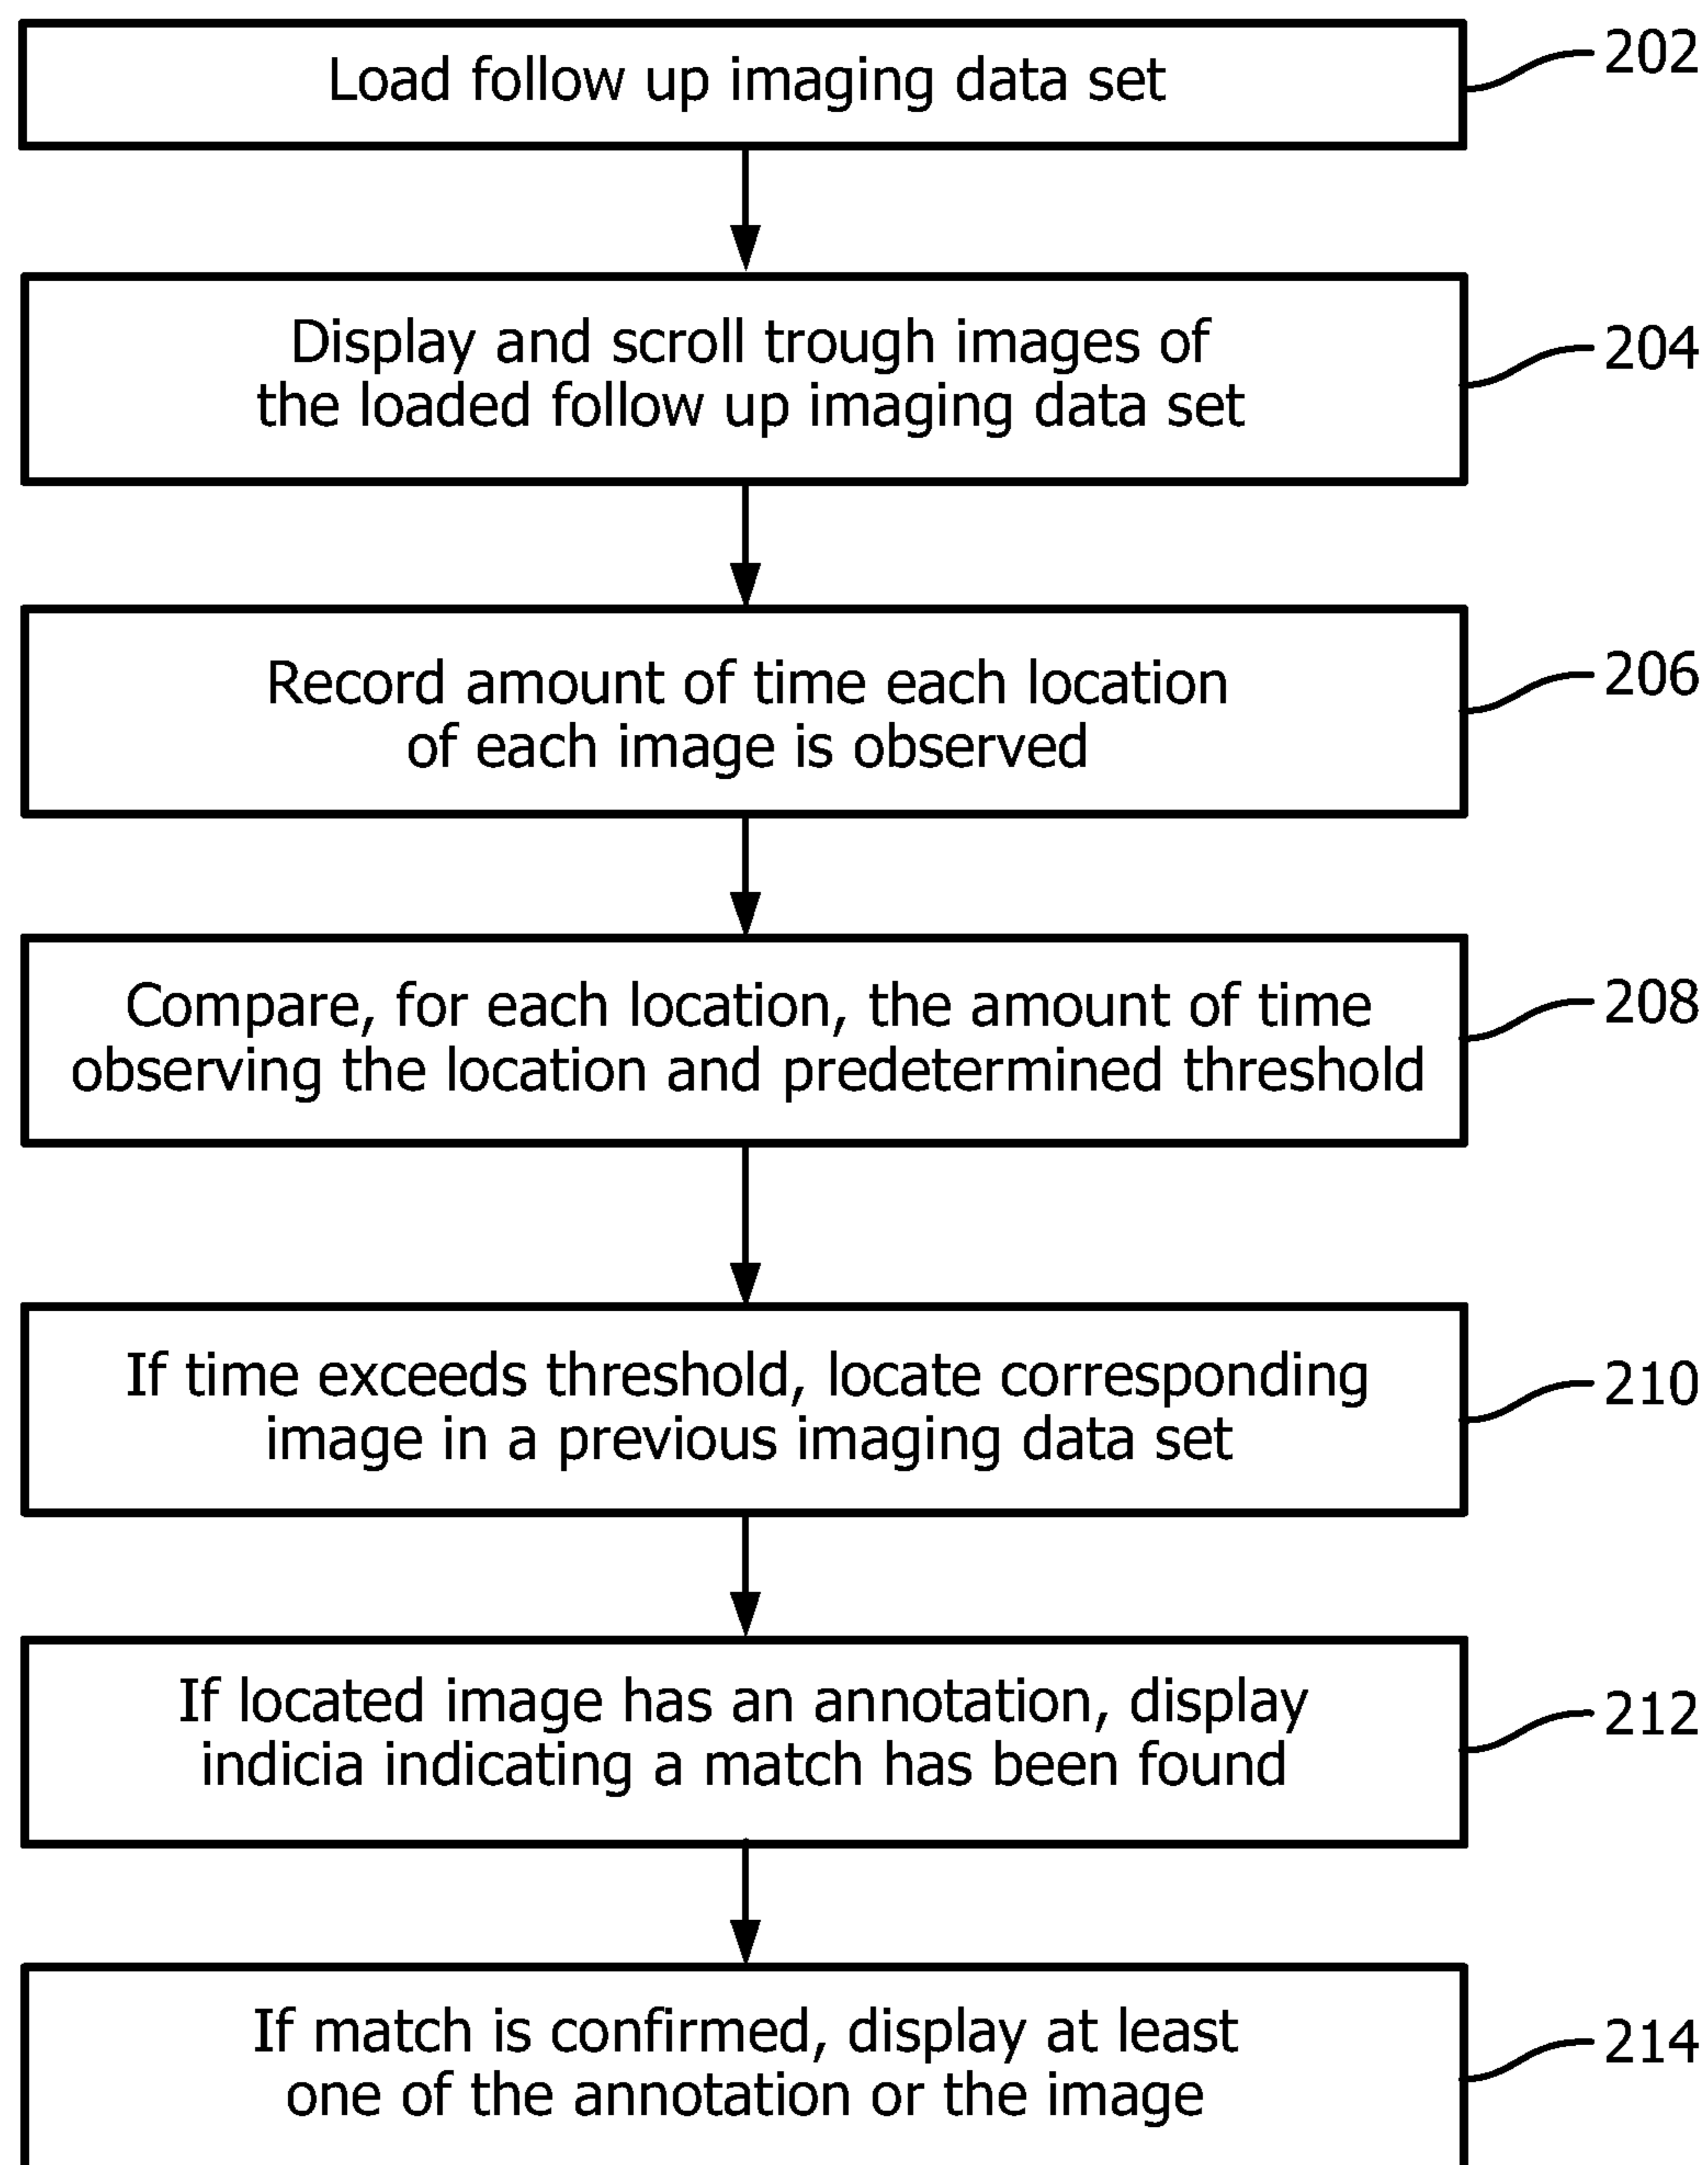 Load follow up imaging data set
202
Display and scroll trough images of
the loaded follow up imaging data set
204
Record amount of time each location
of each image is observed
206
Compare, for each location, the amount of time
observing the location and predetermined threshold
208
If time exceeds threshold, locate corresponding
image in a previous imaging data set
210
If located image has an annotation, display
indicia indicating a match has been found
212
If match is confirmed, display at least
one of the annotation or the image
214